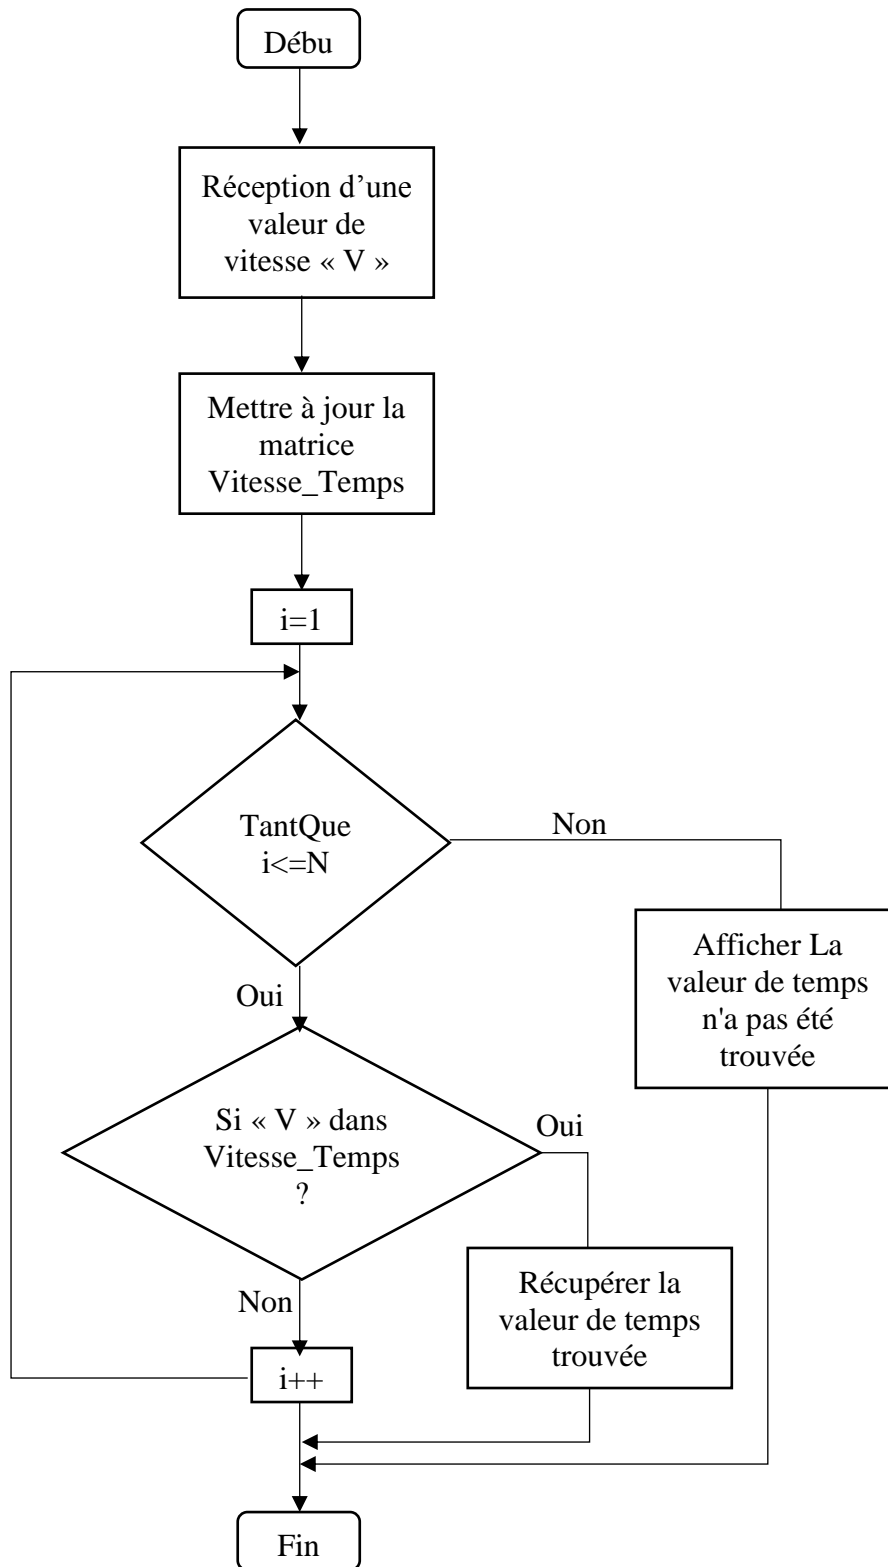 Débu
Réception d’une
valeur de
vitesse « V »
Mettre à jour la
matrice
Vitesse_Temps
i=1
TantQue
i<=N
Non
Afficher La
valeur de temps
n'a pas été
trouvée
Oui
Si « V » dans
Vitesse_Temps
?
Oui
Récupérer la
valeur de temps
trouvée
Non
i++
Fin